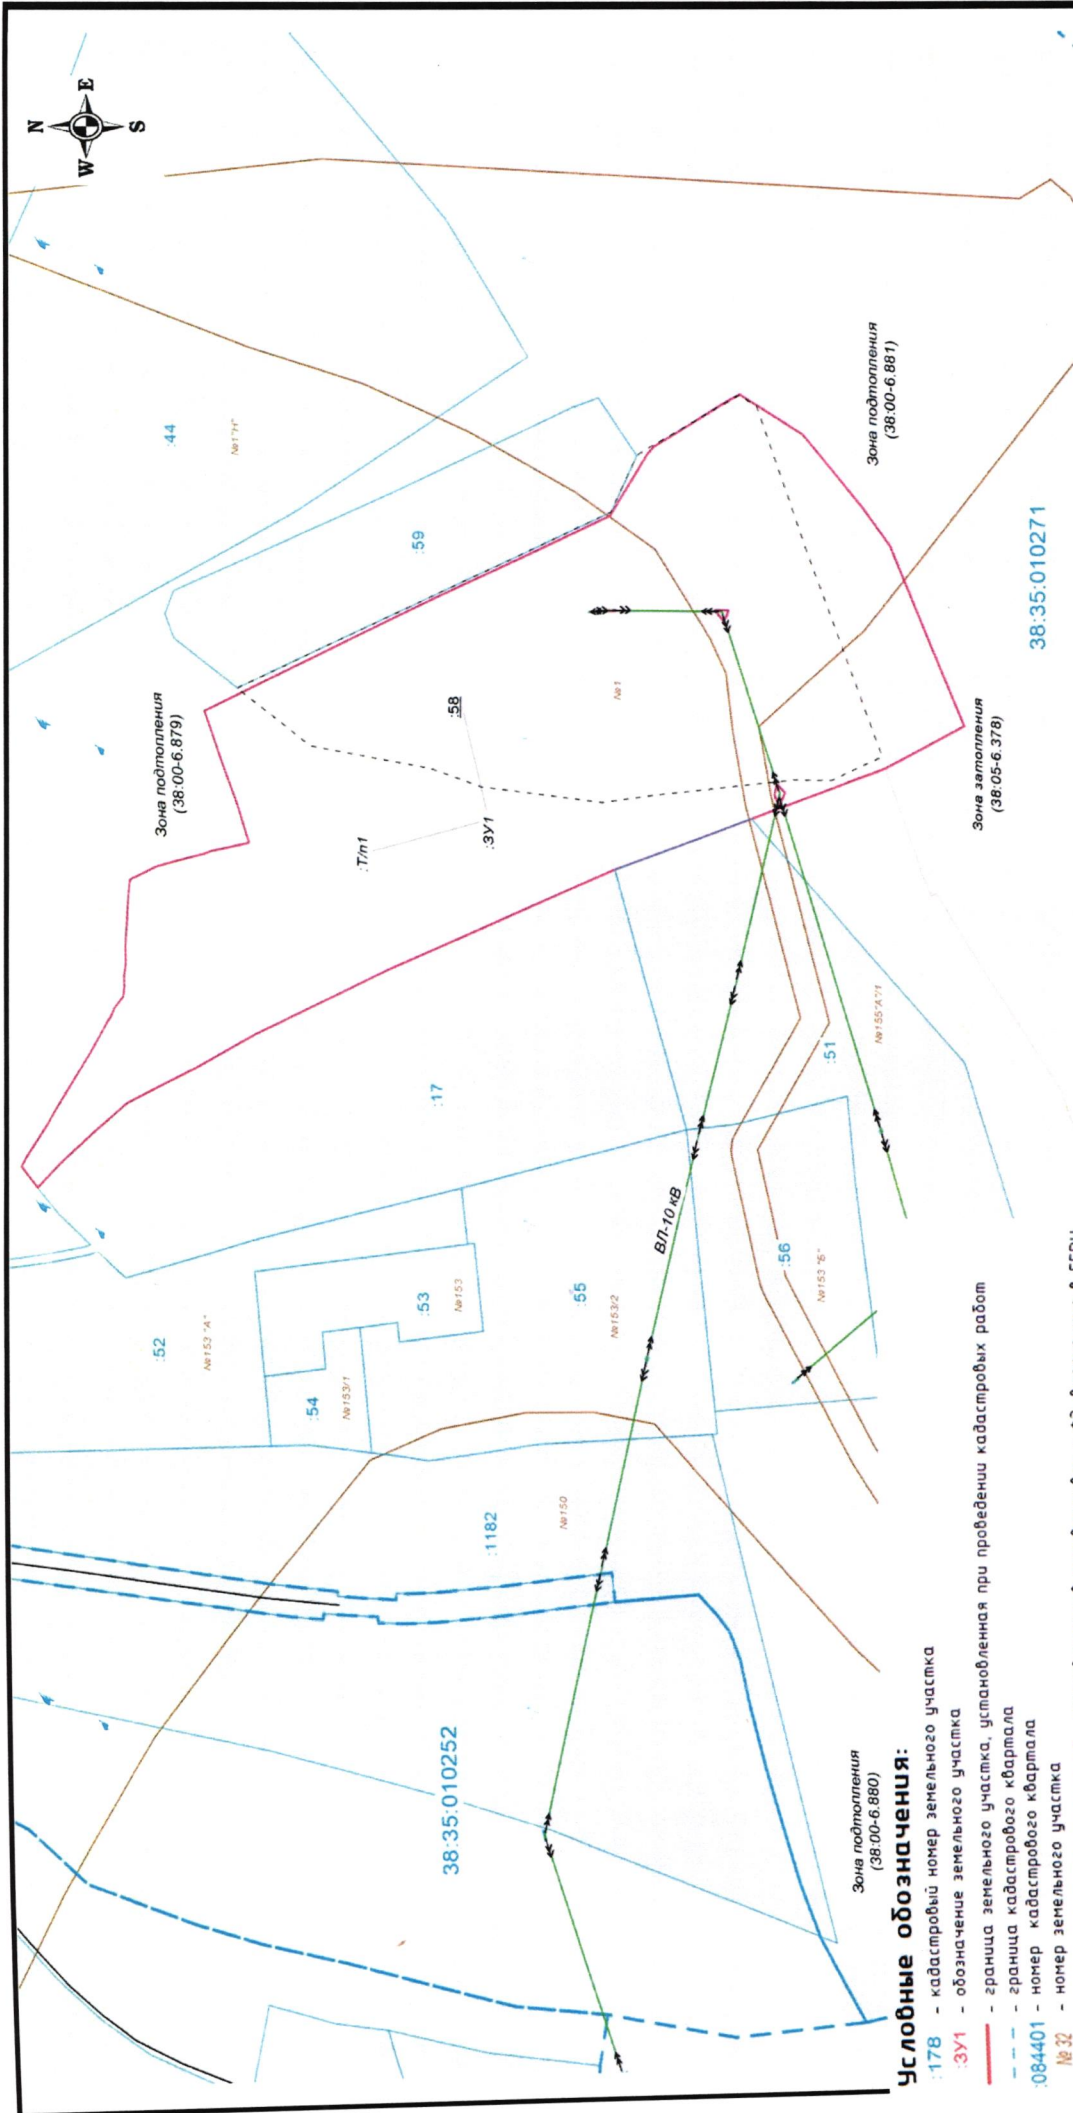 N
W E
S
:44
№1"Н"
Зона подтопления
(38:00-6.879)
:59
:58
:Т/п1
:ЗУ1
№1
Зона подтопления
(38:00-6.881)
38:35:010271
Зона затопления
(38:05-6.378)
:17
:51
№155"А"/1
ВЛ-10 кВ
:52
№153 "А"
:53
№153
:54
№153/1
:55
№153/2
:56
№153 "Б"
:1182
№150
38:35:010252
Зона подтопления
(38:00-6.880)
Условные обозначения:
:178 - кадастровый номер земельного участка
:ЗУ1 - обозначение земельного участка
- граница земельного участка, установленная при проведении кадастровых работ
- граница кадастрового квартала
:084401 - номер кадастрового квартала
№ 32 - номер земельного участка